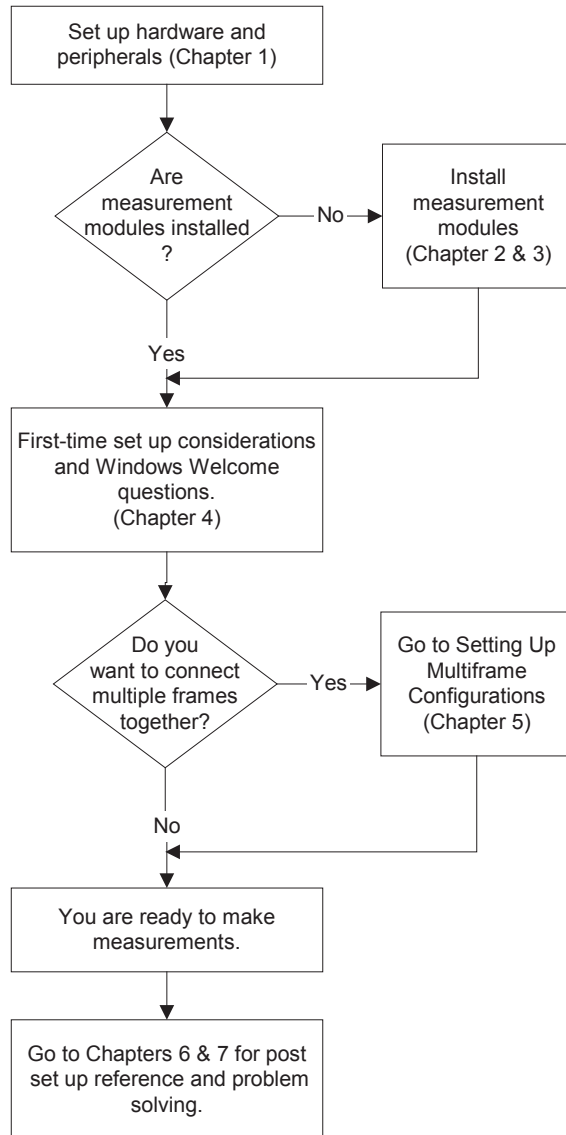 Set up hardware and
peripherals (Chapter 1)
Are
measurement
modules installed
?
No
Install
measurement
modules
(Chapter 2 & 3)
Yes
First-time set up considerations
and Windows Welcome
questions.
(Chapter 4)
Do you
want to connect
multiple frames
together?
Yes
Go to Setting Up
Multiframe
Configurations
(Chapter 5)
No
You are ready to make
measurements.
Go to Chapters 6 & 7 for post
set up reference and problem
solving.